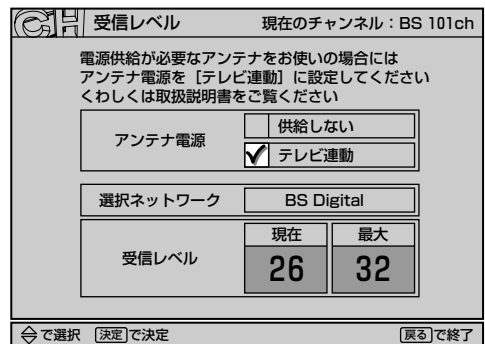 CH 受信レベル 現在のチャンネル：BS 101ch
電源供給が必要なアンテナをお使いの場合には
アンテナ電源を［テレビ連動］に設定してください
くわしくは取扱説明書をご覧ください
アンテナ電源
供給しない
テレビ連動
選択ネットワーク BS Digital
受信レベル
現在 最大
26 32
で選択 決定で決定 戻るで終了